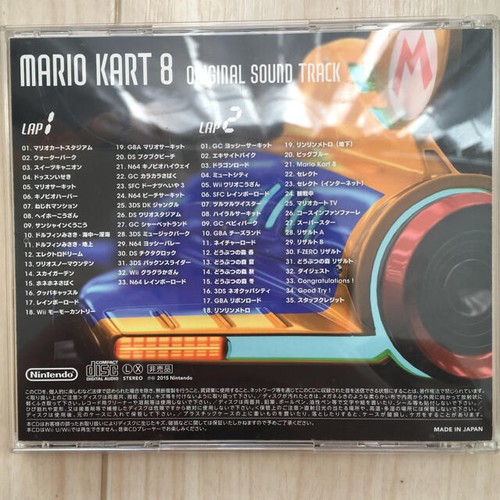 MARIO KART 8 ORIGINAL SOUND TRACK
LAP 1
01. マリオカートスタジアム
02. ウォーターパーク
03. スイーツキャニオン
04. ドッスンいせき
05. マリオサーキット
06. キノピオハーバー
07. ねじれマンション
08. ヘイホーこうざん
09. サンシャインくうこう
10. ドルフィンみさき - 海中・深海
11. ドルフィンみさき - 陸上
12. エレクトロドリーム
13. ワリオスノーマウンテン
14. スカイガーデン
15. ホネホネさばく
16. クッパキャッスル
17. レインボーロード
18. Wii モーモーカントリー
19. GBA マリオサーキット
20. DS プクプクビーチ
21. N64 キノピオハイウェイ
22. GC カラカラさばく
23. SFC ドーナツへいや 3
24. N64 ピーチサーキット
25. 3DS DK ジャングル
26. DS ワリオスタジアム
27. GC シャーベットランド
28. 3DS ミュージックパーク
29. N64 ヨッシーバレー
30. DS チクタクロック
31. 3DS パックンスライダー
32. Wii グラグラかざん
33. N64 レインボーロード
LAP 2
01. GC ヨッシーサーキット
02. エキサイトバイク
03. ドラゴンロード
04. ミュートシティ
05. Wii ワリオこうざん
06. SFC レインボーロード
07. ツルツルツイスター
08. ハイラルサーキット
09. GC ベビィパーク
10. GBA チーズランド
11. ネイチャーロード
12. どうぶつの森 春
13. どうぶつの森 夏
14. どうぶつの森 秋
15. どうぶつの森 冬
16. 3DS ネオクッパシティ
17. GBA リボンロード
18. リンリンメトロ
19. リンリンメトロ (地下)
20. ビッグブルー
21. Mario Kart 8
22. セレクト
23. セレクト (インターネット)
24. 観戦中
25. マリオカート TV
26. コースインファンファーレ
27. スーパースター
28. リザルト A
29. リザルト B
30. F-ZERO リザルト
31. どうぶつの森 リザルト
32. ダイジェスト
33. Congratulations !
34. Good Try !
35. スタッフクレジット
Nintendo
COMPACT disc DIGITAL AUDIO
STEREO
非売品
© 2015 Nintendo
MADE IN JAPAN